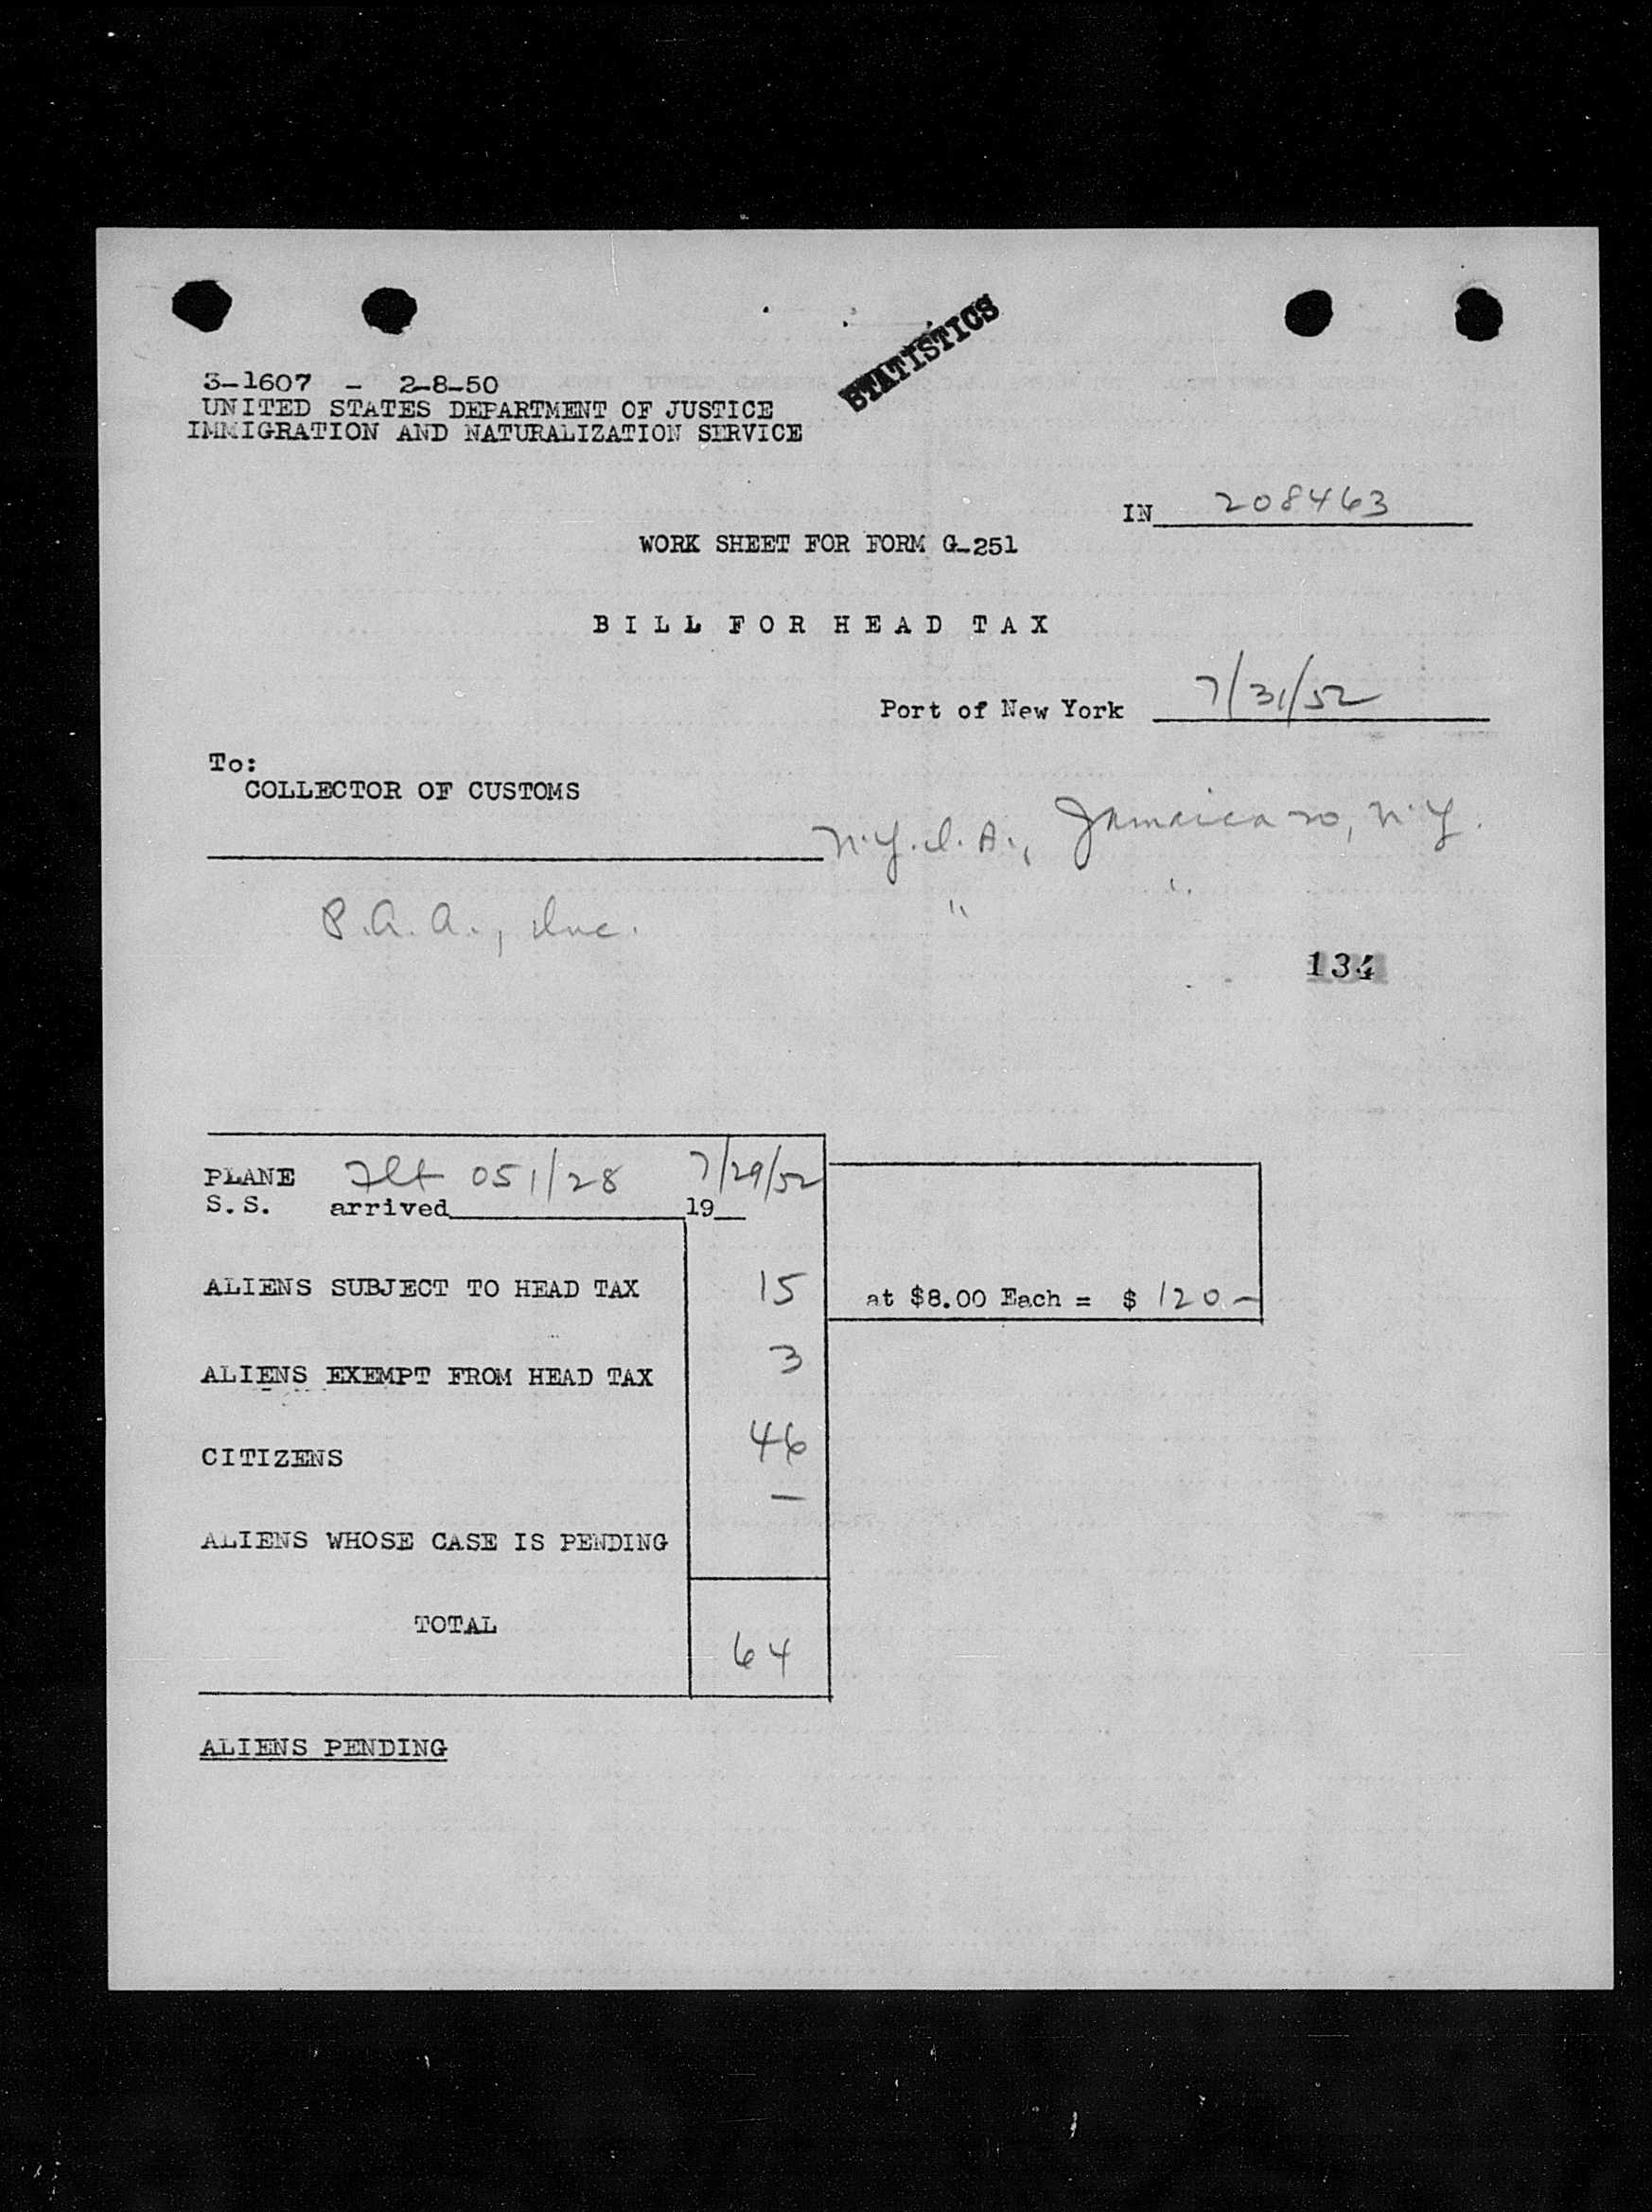 STATISTICS
3-1607 - 2-8-50
UNITED STATES DEPARTMENT OF JUSTICE
IMMIGRATION AND NATURALIZATION SERVICE
IN 208463
WORK SHEET FOR FORM G-251
BILL FOR HEAD TAX
Port of New York 7/31/52
To:
COLLECTOR OF CUSTOMS
N.Y.I.A., Jamaica 20, N.Y.
P.A.A., Inc. " "
134
PLANE Flt 051/28 7/29/52
S.S. arrived 19
ALIENS SUBJECT TO HEAD TAX 15 at $8.00 Each = $ 120 -
ALIENS EXEMPT FROM HEAD TAX 3
CITIZENS 46
ALIENS WHOSE CASE IS PENDING -
TOTAL 64
ALIENS PENDING